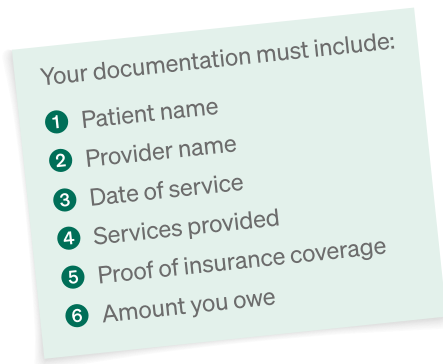 Your documentation must include:
1 Patient name
2 Provider name
3 Date of service
4 Services provided
5 Proof of insurance coverage
6 Amount you owe